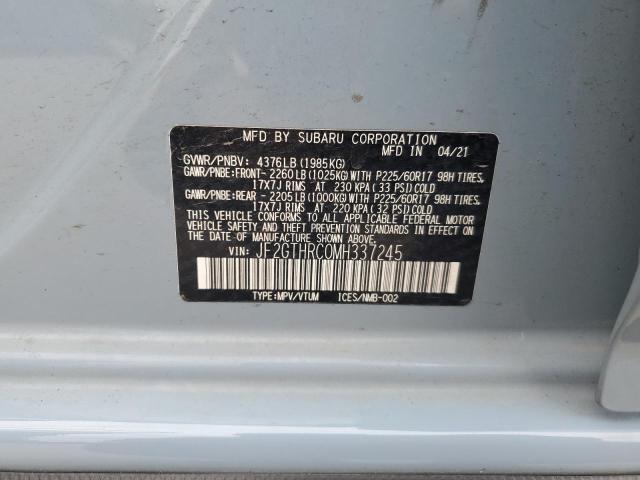 MFD BY SUBARU CORPORATION
MFD IN 04/21
GVWR/PNBV: 4376LB (1985KG)
GAWR/PNBE:FRONT- 2260LB (1025KG) WITH P225/60R17 98H TIRES,
17X7J RIMS AT 230 KPA (33 PSI) COLD
GAWR/PNBE:REAR - 2205LB (1000KG) WITH P225/60R17 98H TIRES,
17X7J RIMS AT 220 KPA (32 PSI) COLD
THIS VEHICLE CONFORMS TO ALL APPLICABLE FEDERAL MOTOR
VEHICLE SAFETY AND THEFT PREVENTION STANDARDS IN
EFFECT ON THE DATE OF MANUFACTURE SHOWN ABOVE.
VIN: JF2GTHRC0MH337245
TYPE:MPV/VTUM ICES/NMB-002